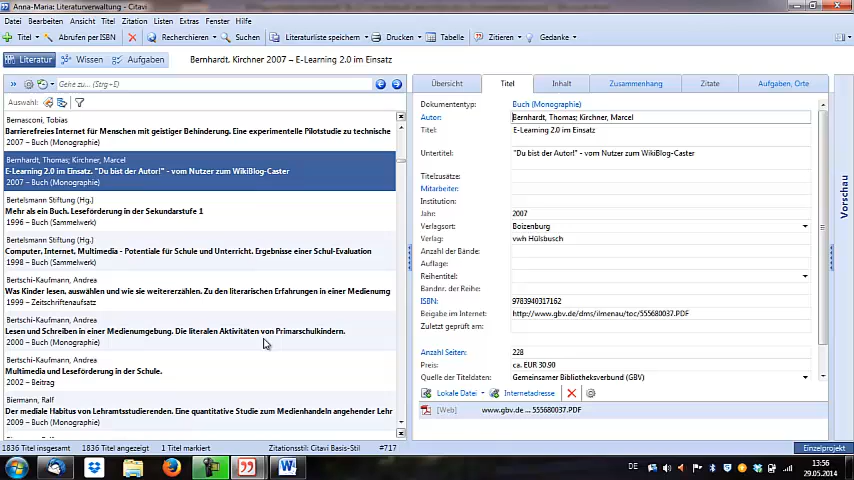 Anna-Maria: Literaturverwaltung - Citavi
Datei Bearbeiten Ansicht Titel Zitation Listen Extras Fenster Hilfe
Titel Abrufen per ISBN Recherchieren Suchen Literaturliste speichern Drucken Tabelle Zitieren Gedanke
Literatur Wissen Aufgaben Bernhardt, Kirchner 2007 – E-Learning 2.0 im Einsatz
Gehe zu... (Strg+E)
Auswahl:
Bernasconi, Tobias
Barrierefreies Internet für Menschen mit geistiger Behinderung. Eine experimentelle Pilotstudie zu technische
2007 – Buch (Monographie)
Bernhardt, Thomas; Kirchner, Marcel
E-Learning 2.0 im Einsatz. "Du bist der Autor!" - vom Nutzer zum WikiBlog-Caster
2007 – Buch (Monographie)
Bertelsmann Stiftung (Hg.)
Mehr als ein Buch. Leseförderung in der Sekundarstufe 1
1996 – Buch (Sammelwerk)
Bertelsmann Stiftung (Hg.)
Computer, Internet, Multimedia - Potentiale für Schule und Unterricht. Ergebnisse einer Schul-Evaluation
1998 – Buch (Sammelwerk)
Bertschi-Kaufmann, Andrea
Was Kinder lesen, auswählen und wie sie weitererzählen. Zu den literarischen Erfahrungen in einer Medienumg
1999 – Zeitschriftenaufsatz
Bertschi-Kaufmann, Andrea
Lesen und Schreiben in einer Medienumgebung. Die literalen Aktivitäten von Primarschulkindern.
2000 – Buch (Monographie)
Bertschi-Kaufmann, Andrea
Multimedia und Leseförderung in der Schule.
2002 – Beitrag
Biermann, Ralf
Der mediale Habitus von Lehramtsstudierenden. Eine quantitative Studie zum Medienhandeln angehender Lehr
2009 – Buch (Monographie)
Übersicht Titel Inhalt Zusammenhang Zitate Aufgaben, Orte
Dokumententyp: Buch (Monographie)
Autor: Bernhardt, Thomas; Kirchner, Marcel
Titel: E-Learning 2.0 im Einsatz
Untertitel: "Du bist der Autor!" - vom Nutzer zum WikiBlog-Caster
Titelzusätze:
Mitarbeiter:
Institution:
Jahr: 2007
Verlagsort: Boizenburg
Verlag: vwh Hülsbusch
Anzahl der Bände:
Auflage:
Reihentitel:
Bandnr. der Reihe:
ISBN: 9783940317162
Beigabe im Internet: http://www.gbv.de/dms/ilmenau/toc/555680037.PDF
Zuletzt geprüft am:
Anzahl Seiten: 228
Preis: ca. EUR 30.90
Quelle der Titeldaten: Gemeinsamer Bibliotheksverbund (GBV)
Lokale Datei Internetadresse
[Web] www.gbv.de ... 555680037.PDF
Vorschau
1836 Titel insgesamt 1836 Titel angezeigt 1 Titel markiert Zitationsstil: Citavi Basis-Stil #717 Einzelprojekt
DE 13:56
29.05.2014